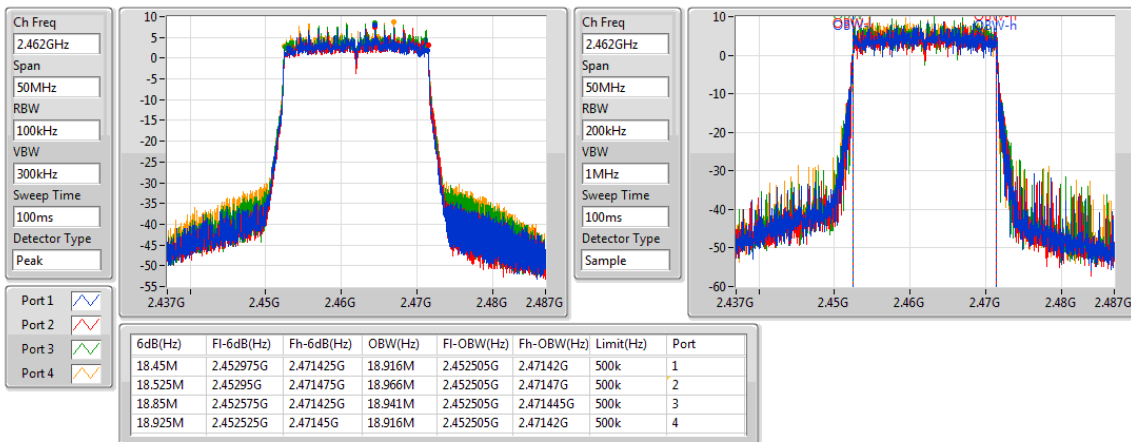 Ch Freq
2.462GHz
Span
50MHz
RBW
100kHz
VBW
300kHz
Sweep Time
100ms
Detector Type
Peak
10
5
0
-5
-10
-15
-20
-25
-30
-35
-40
-45
-50
-55
2.437G 2.45G 2.46G 2.47G 2.48G 2.487G
Ch Freq
2.462GHz
Span
50MHz
RBW
200kHz
VBW
1MHz
Sweep Time
100ms
Detector Type
Sample
10
0
-10
-20
-30
-40
-50
-60
OBW-h
2.437G 2.45G 2.46G 2.47G 2.487G
Port 1
Port 2
Port 3
Port 4
6dB(Hz) Fl-6dB(Hz) Fh-6dB(Hz) OBW(Hz) Fl-OBW(Hz) Fh-OBW(Hz) Limit(Hz) Port
18.45M 2.452975G 2.471425G 18.916M 2.452505G 2.47142G 500k 1
18.525M 2.45295G 2.471475G 18.966M 2.452505G 2.47147G 500k 2
18.85M 2.452575G 2.471425G 18.941M 2.452505G 2.471445G 500k 3
18.925M 2.452525G 2.47145G 18.916M 2.452505G 2.47142G 500k 4